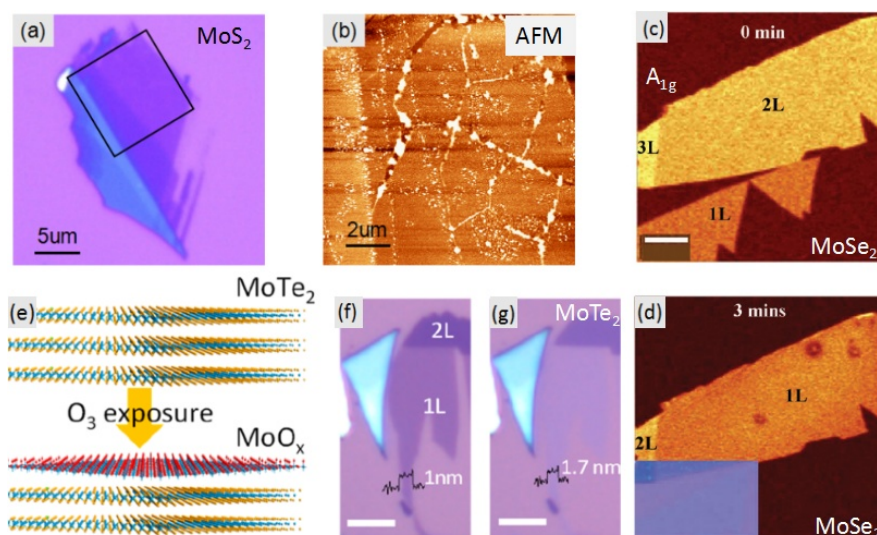 (a) MoS₂
5um
(b) AFM
2um
(c) 0 min
A₁g
2L
3L
1L
MoSe₂
(e) MoTe₂
O₃ exposure
MoOₓ
(f) 2L
1L
1nm
(g) MoTe₂
1.7 nm
(d) 3 mins
1L
2L
MoSe₂